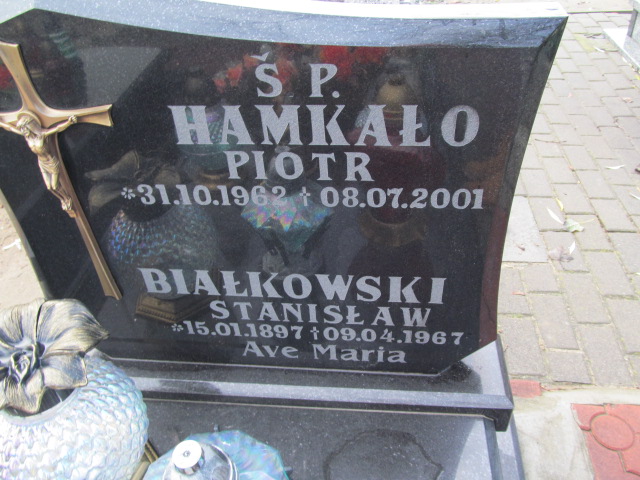 Ś P.
HAMKAŁO
PIOTR
*31.10.1962 † 08.07.2001
BIAŁKOWSKI
STANISŁAW
*15.01.1897 † 09.04.1967
Ave Maria